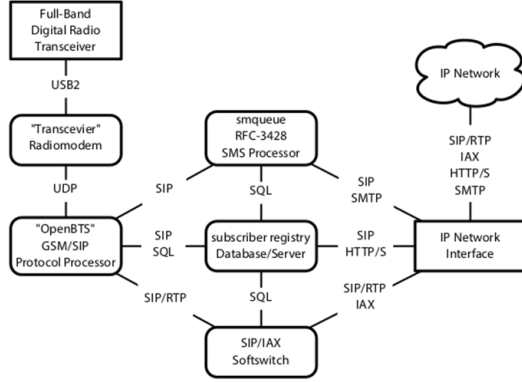 Full-Band
Digital Radio
Transceiver
USB2
"Transcevier"
Radiomodem
UDP
"OpenBTS"
GSM/SIP
Protocol Processor
SIP
SIP
SQL
SIP/RTP
smqueue
RFC-3428
SMS Processor
SQL
subscriber registry
Database/Server
SQL
SIP/IAX
Softswitch
SIP
SMTP
SIP
HTTP/S
SIP/RTP
IAX
IP Network
SIP/RTP
IAX
HTTP/S
SMTP
IP Network
Interface